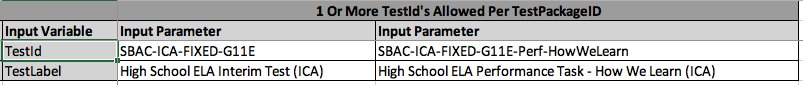 1 Or More TestId's Allowed Per TestPackageID
Input Variable Input Parameter Input Parameter
TestId SBAC-ICA-FIXED-G11E SBAC-ICA-FIXED-G11E-Perf-HowWeLearn
TestLabel High School ELA Interim Test (ICA) High School ELA Performance Task - How We Learn (ICA)